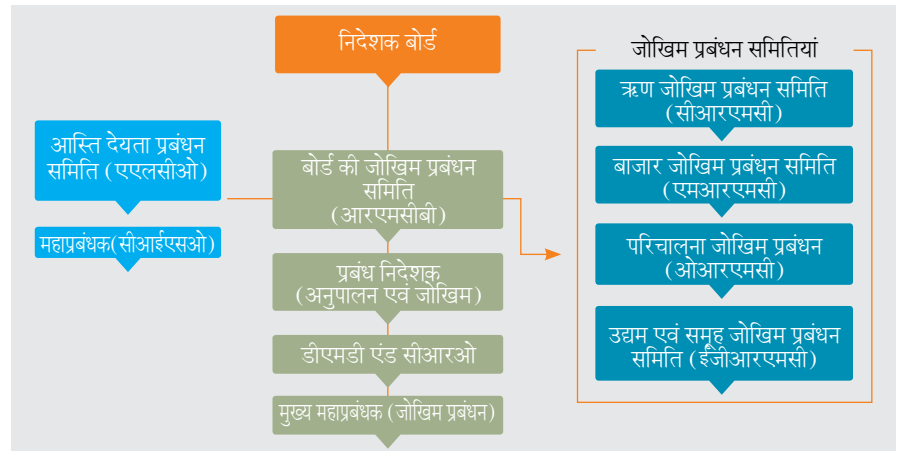 निदेशक बोर्ड
आस्ति देयता प्रबंधन
समिति (एएलसीओ)
महाप्रबंधक(सीआईएसओ)
बोर्ड की जोखिम प्रबंधन
समिति
(आरएमसीबी)
प्रबंध निदेशक
(अनुपालन एवं जोखिम)
डीएमडी एंड सीआरओ
मुख्य महाप्रबंधक (जोखिम प्रबंधन)
जोखिम प्रबंधन समितियां
ऋण जोखिम प्रबंधन समिति
(सीआरएमसी)
बाजार जोखिम प्रबंधन समिति
(एमआरएमसी)
परिचालना जोखिम प्रबंधन
(ओआरएमसी)
उद्यम एवं समूह जोखिम प्रबंधन
समिति (ईजीआरएमसी)